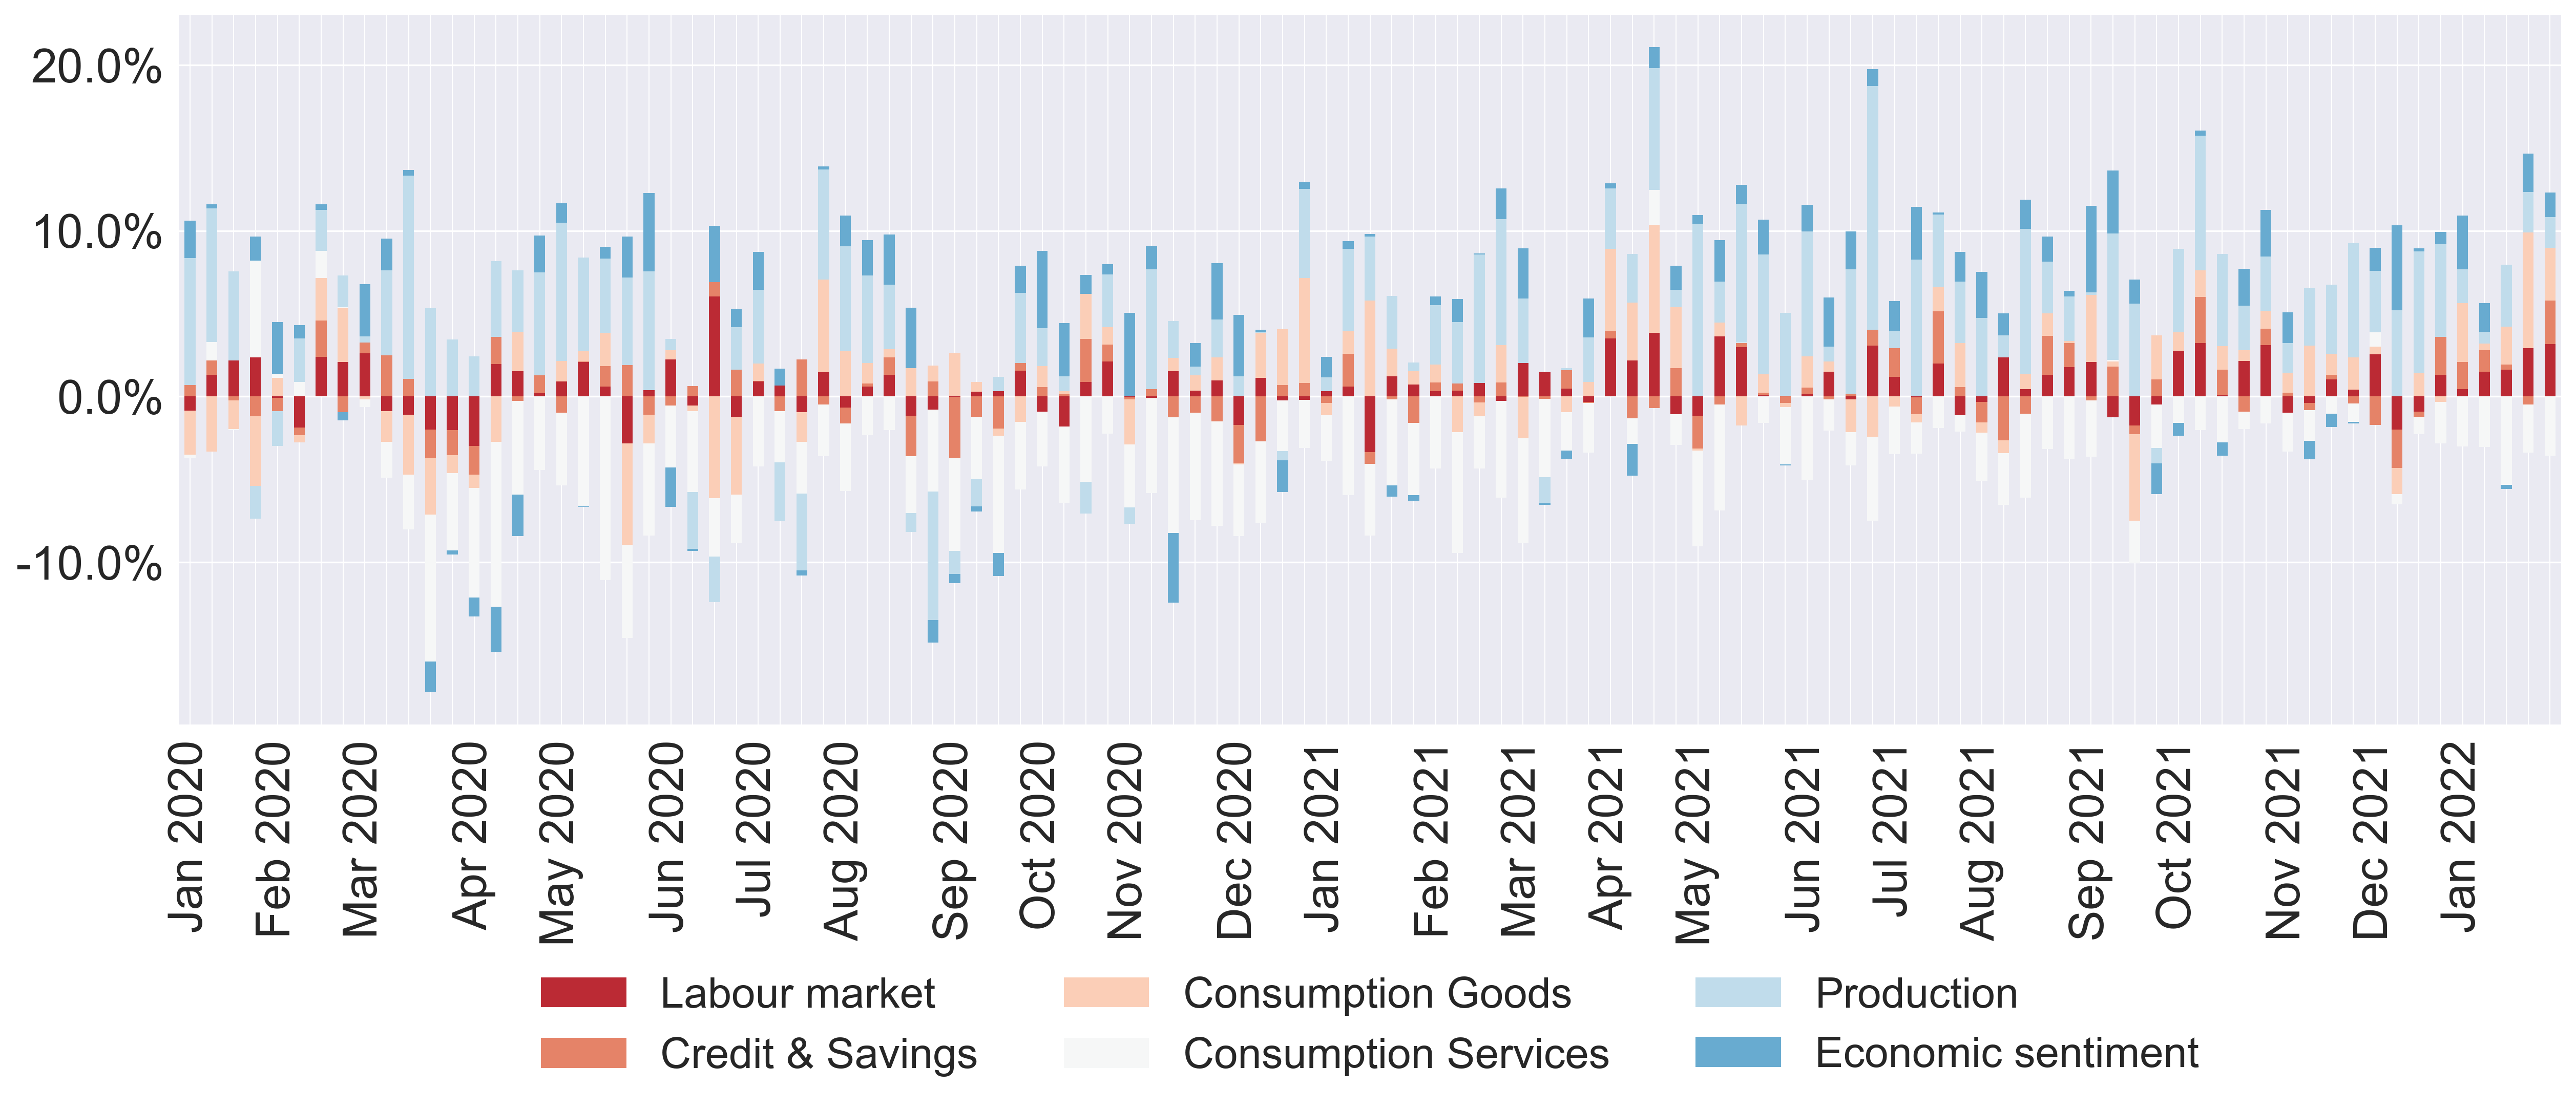 20.0%
10.0%
0.0%
-10.0%
Jan 2020
Feb 2020
Mar 2020
Apr 2020
May 2020
Jun 2020
Jul 2020
Aug 2020
Sep 2020
Oct 2020
Nov 2020
Dec 2020
Jan 2021
Feb 2021
Mar 2021
Apr 2021
May 2021
Jun 2021
Jul 2021
Aug 2021
Sep 2021
Oct 2021
Nov 2021
Dec 2021
Jan 2022
Labour market
Consumption Goods
Production
Credit & Savings
Consumption Services
Economic sentiment